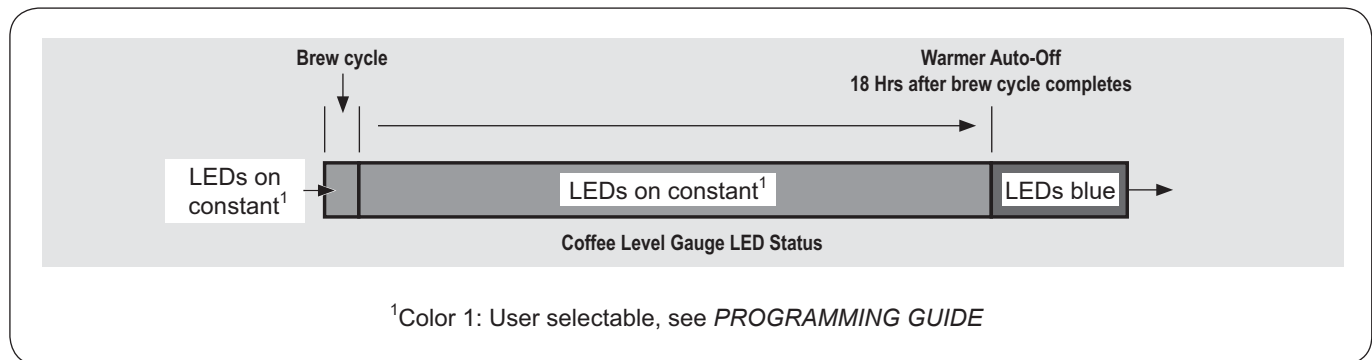 Brew cycle
Warmer Auto-Off
18 Hrs after brew cycle completes
LEDs on
constant¹
LEDs on constant¹
LEDs blue
Coffee Level Gauge LED Status
¹Color 1: User selectable, see PROGRAMMING GUIDE